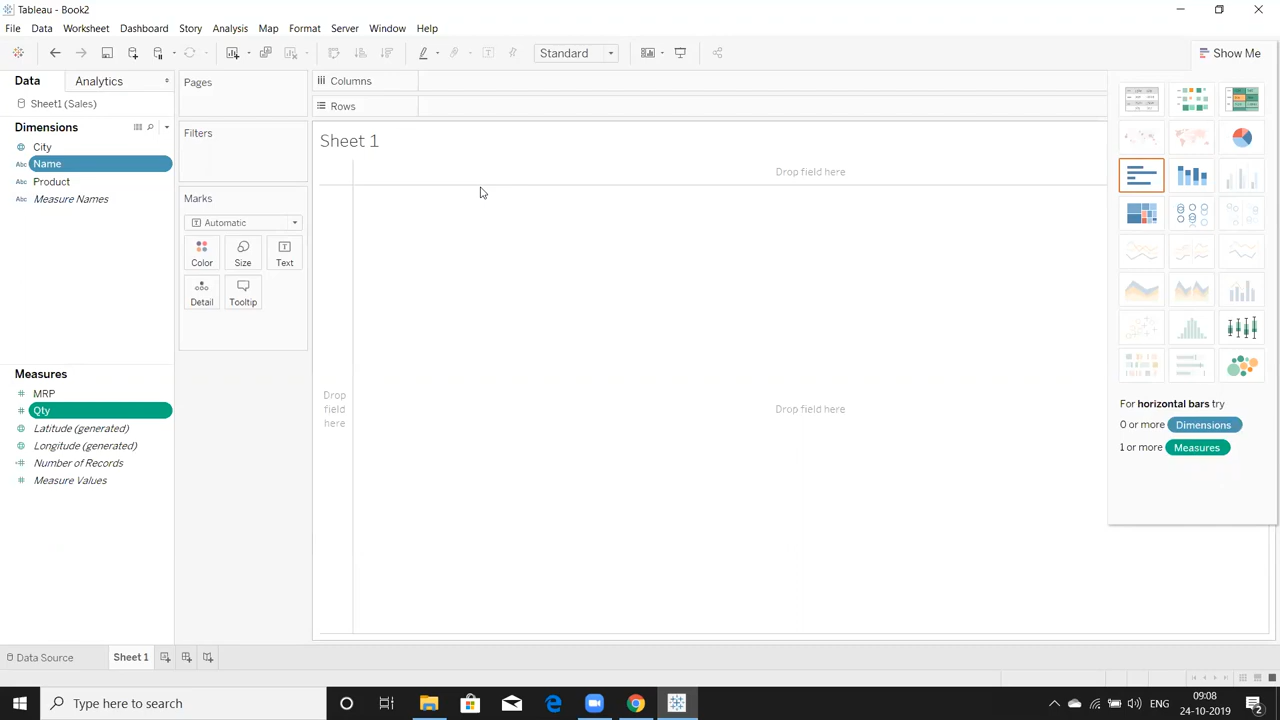 Tableau - Book2
File Data Worksheet Dashboard Story Analysis Map Format Server Window Help
Standard
Show Me
Data Analytics
Pages
Columns
Sheet1 (Sales)
Rows
Dimensions
Filters
Sheet 1
City
Abc Name
Abc Product
Abc Measure Names
Drop field here
Marks
Automatic
Color Size Text
Detail Tooltip
Measures
MRP
Qty
Latitude (generated)
Longitude (generated)
Number of Records
Measure Values
Drop
field
here
Drop field here
For horizontal bars try
0 or more Dimensions
1 or more Measures
Data Source Sheet 1
Type here to search
ENG
09:08
24-10-2019
2